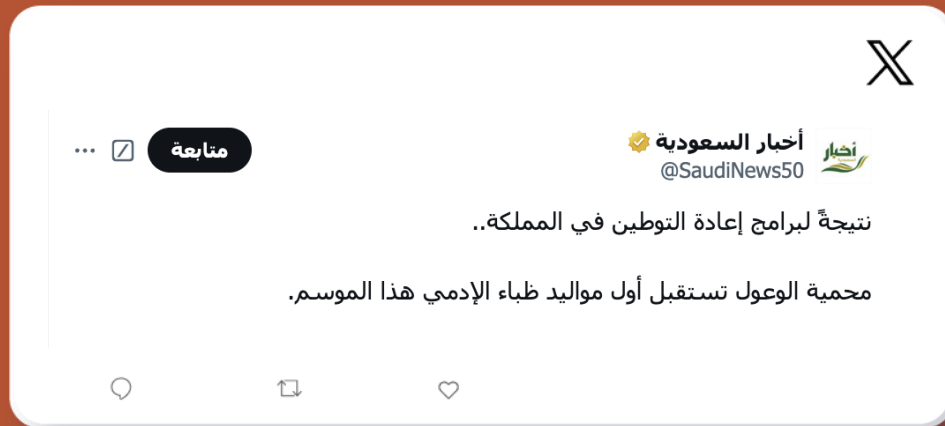 X
أخبار السعودية
@SaudiNews50
متابعة
أخبار
نتيجةً لبرامج إعادة التوطين في المملكة..
محمية الوعول تستقبل أول مواليد ظباء الإدمي هذا الموسم.